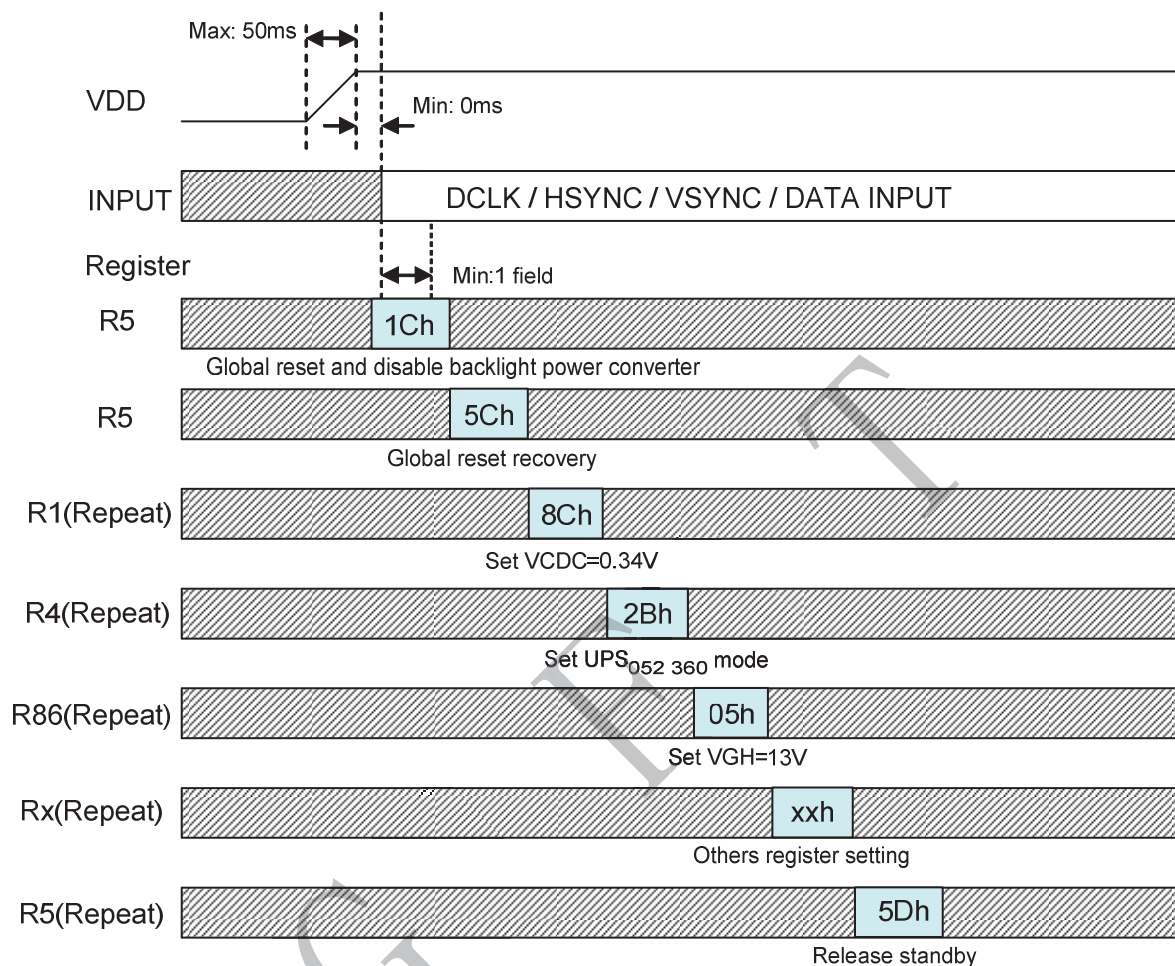 Max: 50ms
VDD
Min: 0ms
INPUT
DCLK / HSYNC / VSYNC / DATA INPUT
Register
Min:1 field
R5
1Ch
Global reset and disable backlight power converter
R5
5Ch
Global reset recovery
R1(Repeat)
8Ch
Set VCDC=0.34V
R4(Repeat)
2Bh
Set UPS052 360 mode
R86(Repeat)
05h
Set VGH=13V
Rx(Repeat)
xxh
Others register setting
R5(Repeat)
5Dh
Release standby
G F T